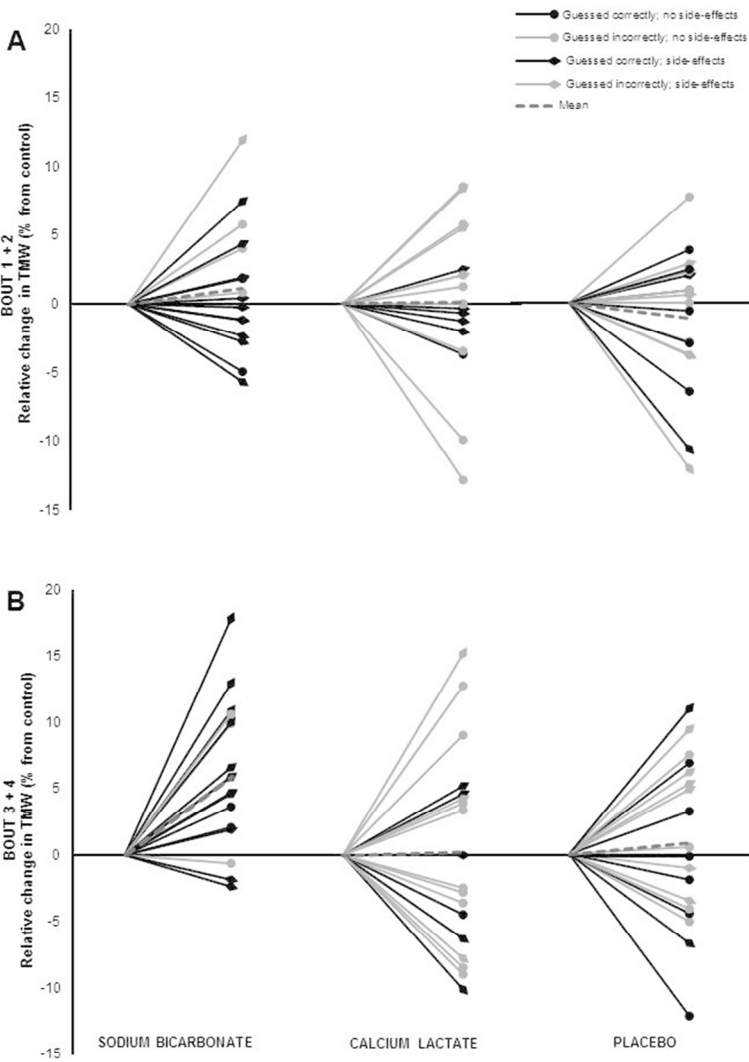 A
BOUT 1 + 2
Relative change in TMW (% from control)
20
15
10
5
0
-5
-10
-15
Guessed correctly; no side-effects
Guessed incorrectly; no side-effects
Guessed correctly; side-effects
Guessed incorrectly; side-effects
Mean
B
BOUT 3 + 4
Relative change in TMW (% from control)
20
15
10
5
0
-5
-10
-15
SODIUM BICARBONATE
CALCIUM LACTATE
PLACEBO